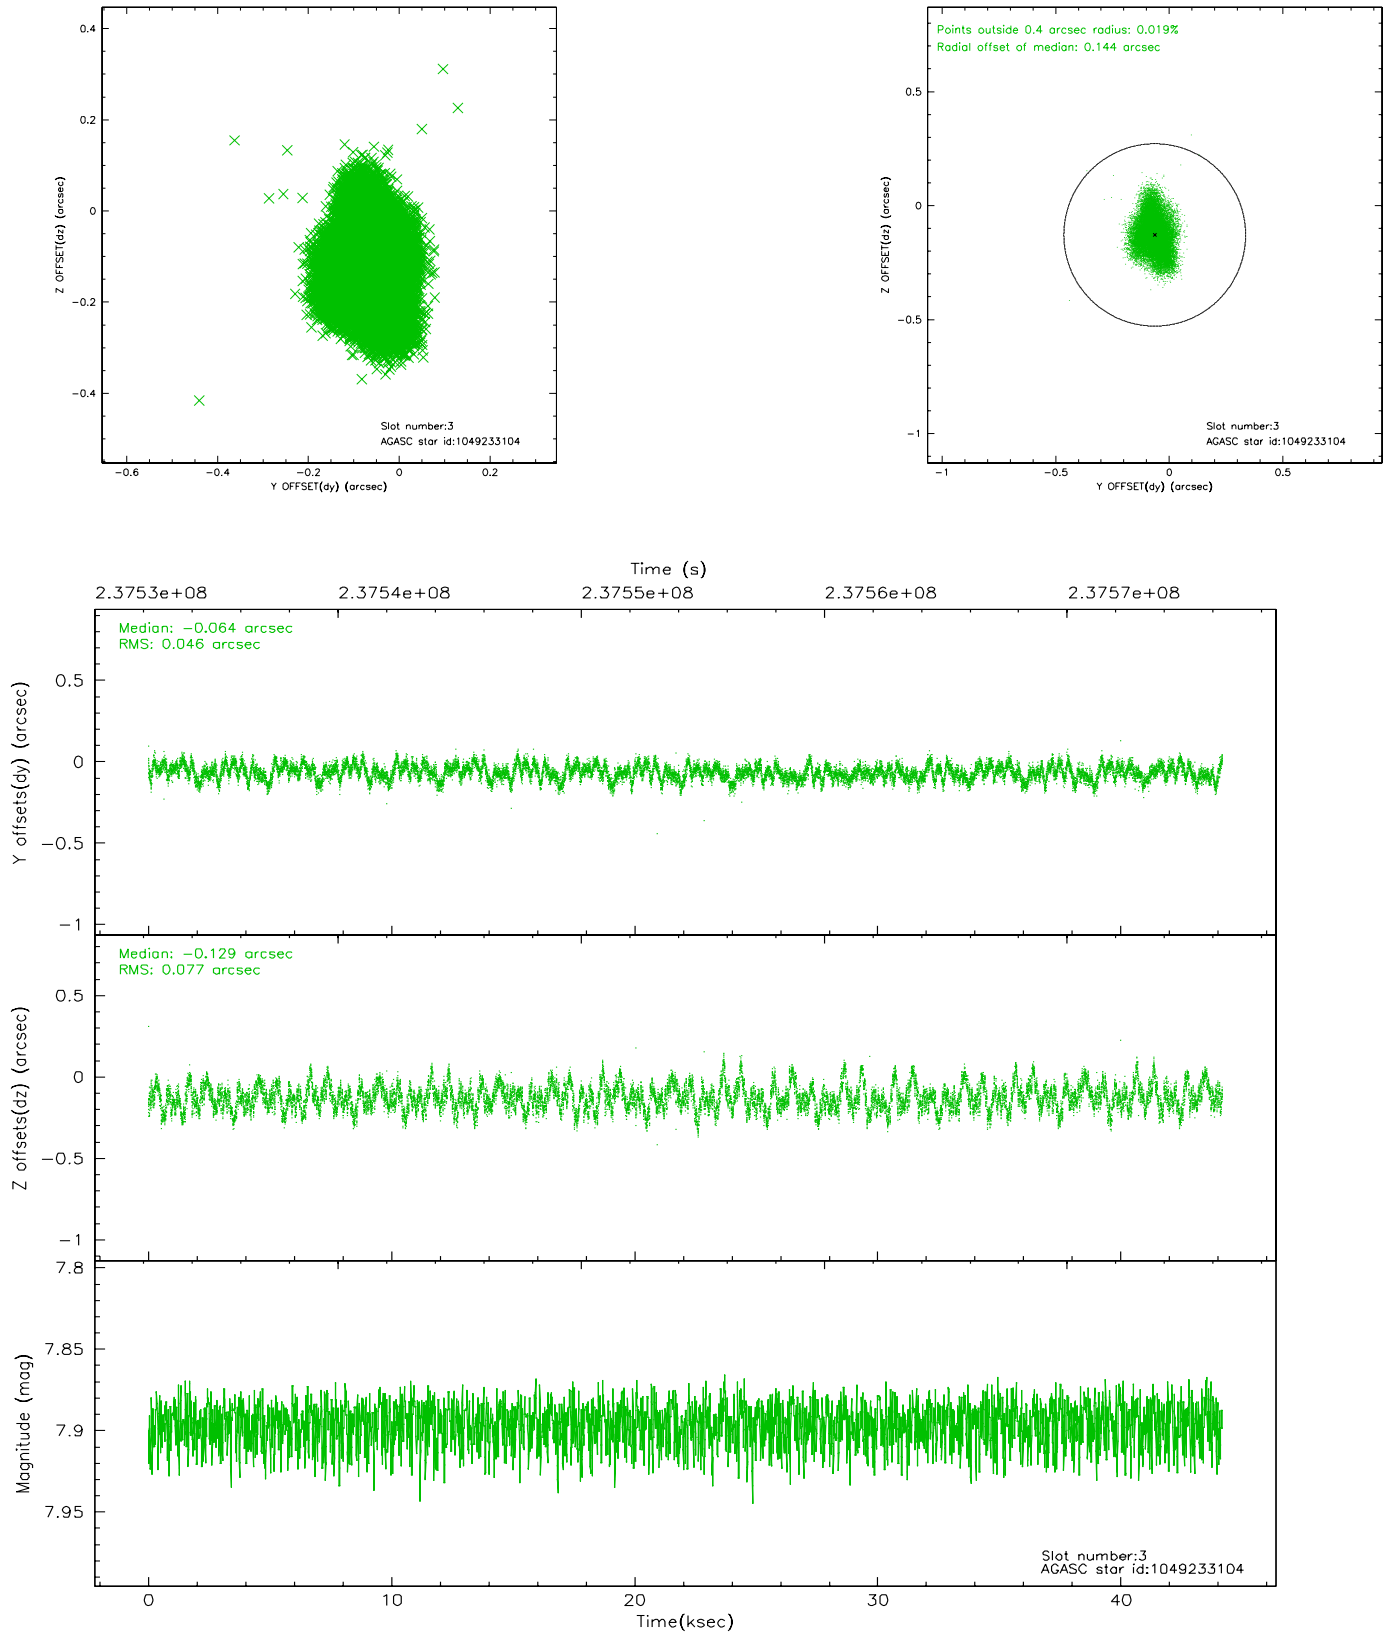 0.4
0.2
0
−0.2
−0.4
Z OFFSET(dz) (arcsec)
Slot number:3
AGASC star id:1049233104
−0.6
−0.4
−0.2
0
0.2
Y OFFSET(dy) (arcsec)
Points outside 0.4 arcsec radius: 0.019%
Radial offset of median: 0.144 arcsec
0.5
0
−0.5
−1
Z OFFSET(dz) (arcsec)
Slot number:3
AGASC star id:1049233104
−1
−0.5
0
0.5
Y OFFSET(dy) (arcsec)
Time (s)
2.3753e+08
2.3754e+08
2.3755e+08
2.3756e+08
2.3757e+08
Median: −0.064 arcsec
RMS: 0.046 arcsec
0.5
0
−0.5
−1
Y offsets(dy) (arcsec)
Median: −0.129 arcsec
RMS: 0.077 arcsec
0.5
0
−0.5
−1
Z offsets(dz) (arcsec)
7.8
7.85
7.9
7.95
Magnitude (mag)
Slot number:3
AGASC star id:1049233104
0
10
20
30
40
Time(ksec)